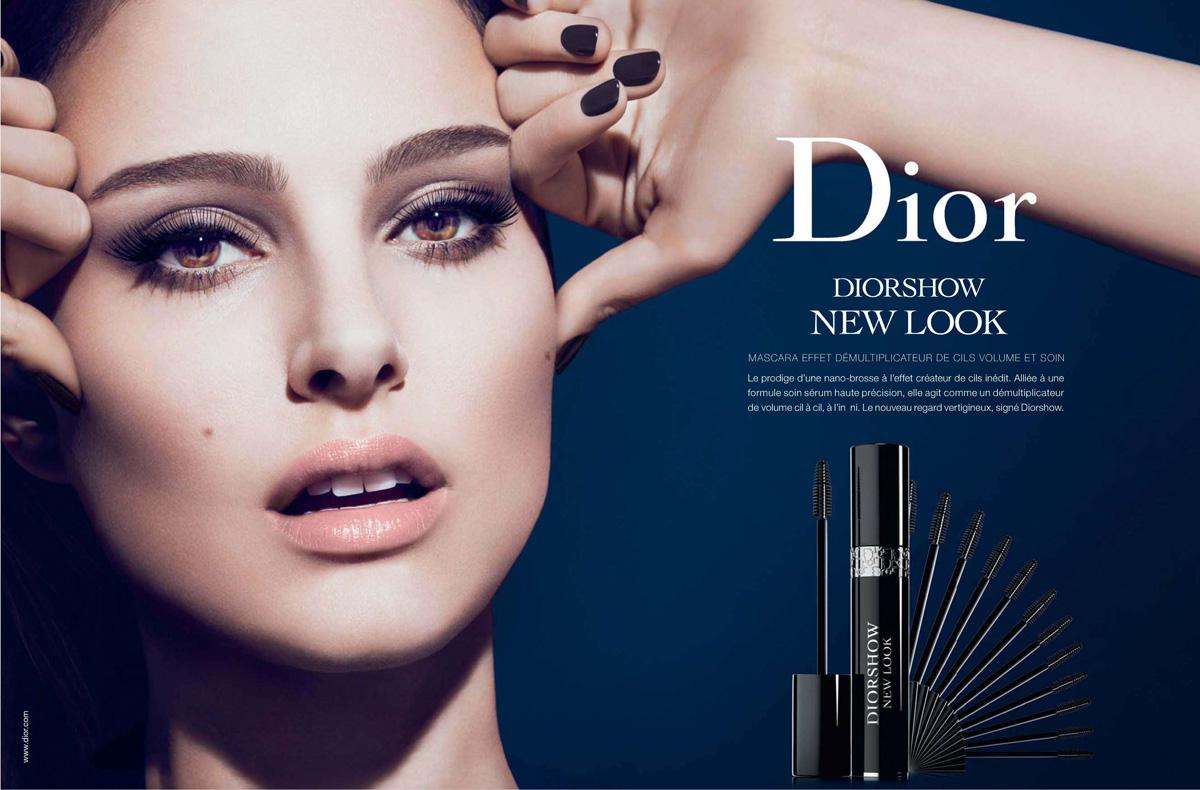 Dior
DIORSHOW
NEW LOOK
MASCARA EFFET DÉMULTIPLICATEUR DE CILS VOLUME ET SOIN
Le prodige d'une nano-brosse à l'effet créateur de cils inédit. Alliée à une
formule soin sérum haute précision, elle agit comme un démultiplicateur
de volume cil à cil, à l'in ni. Le nouveau regard vertigineux, signé Diorshow.
DIORSHOW
NEW LOOK
www.dior.com